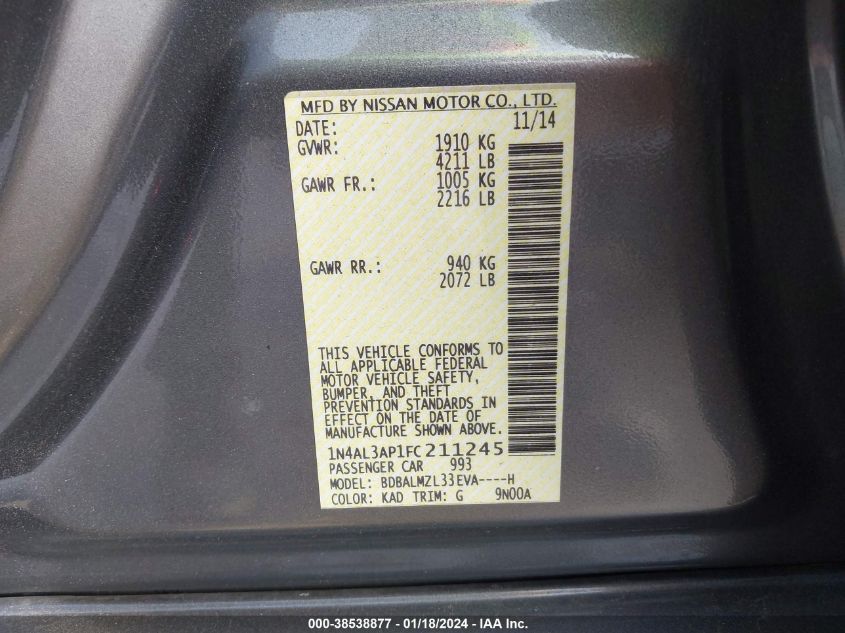 MFD BY NISSAN MOTOR CO., LTD.
DATE: 11/14
GVWR: 1910 KG
4211 LB
GAWR FR.: 1005 KG
2216 LB
GAWR RR.: 940 KG
2072 LB
THIS VEHICLE CONFORMS TO
ALL APPLICABLE FEDERAL
MOTOR VEHICLE SAFETY,
BUMPER, AND THEFT
PREVENTION STANDARDS IN
EFFECT ON THE DATE OF
MANUFACTURE SHOWN ABOVE.
1N4AL3AP1FC211245
PASSENGER CAR 993
MODEL: BDBALMZL33EVA----H
COLOR: KAD TRIM: G 9N00A
000-38538877 - 01/18/2024 - IAA Inc.